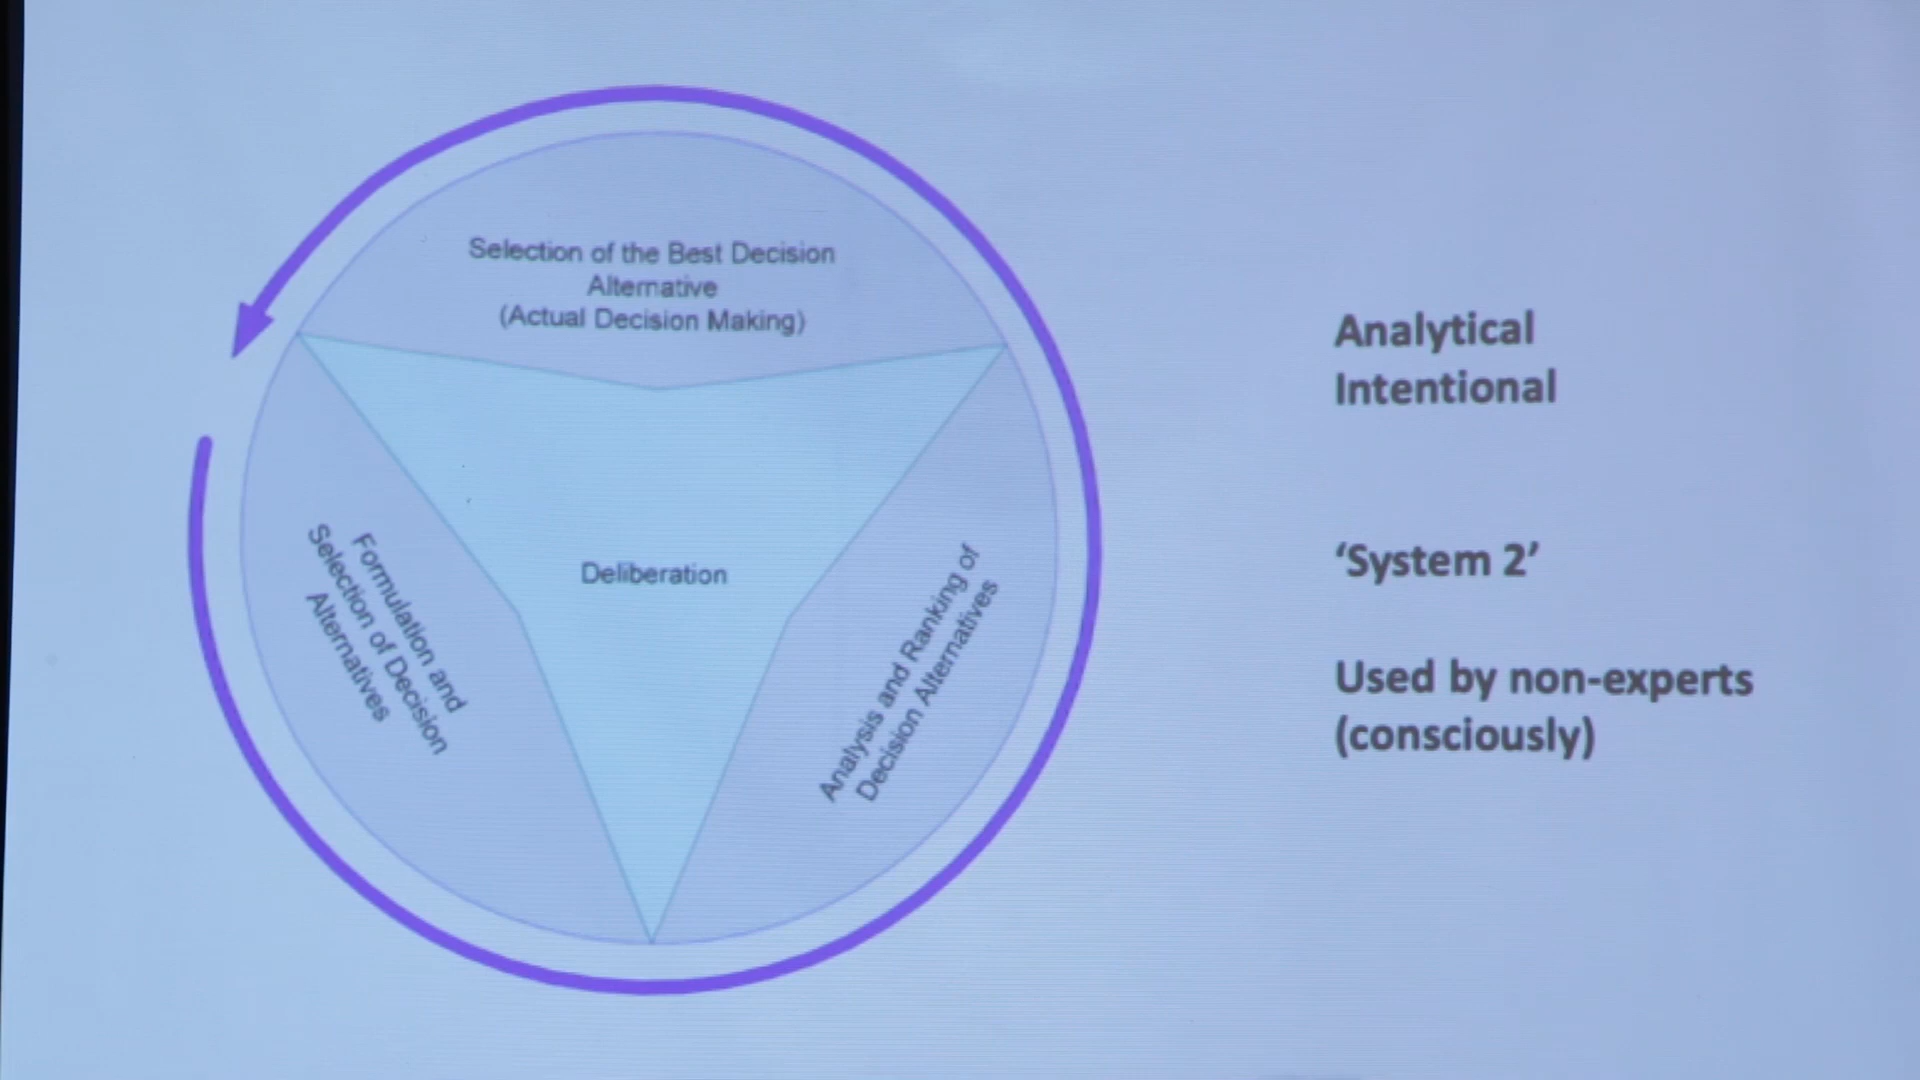 Selection of the Best Decision
Alternative
(Actual Decision Making)
Deliberation
Formulation and
Selection of Decision
Alternatives
Analysis and Ranking of
Decision Alternatives
Analytical
Intentional
‘System 2’
Used by non-experts
(consciously)